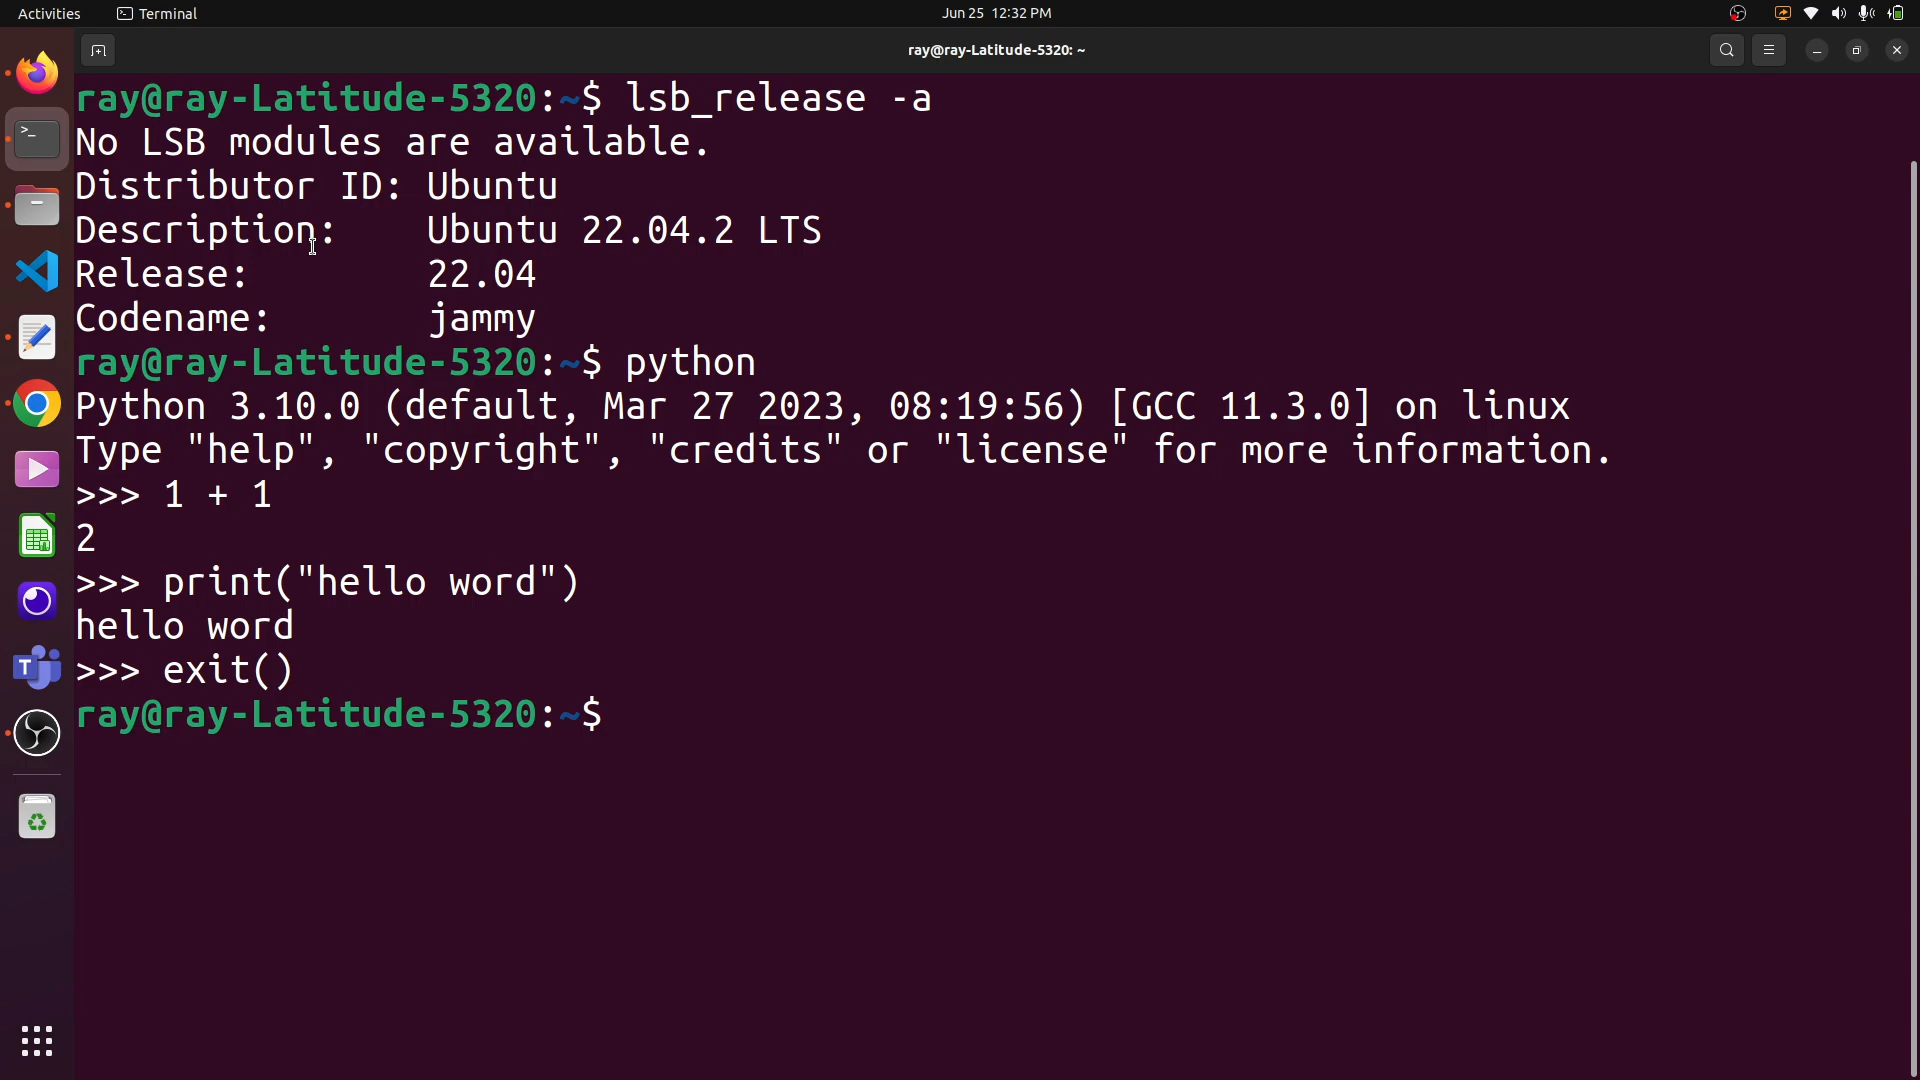 Activities Terminal Jun 25 12:32 PM
ray@ray-Latitude-5320: ~
ray@ray-Latitude-5320:~$ lsb_release -a
No LSB modules are available.
Distributor ID: Ubuntu
Description: Ubuntu 22.04.2 LTS
Release: 22.04
Codename: jammy
ray@ray-Latitude-5320:~$ python
Python 3.10.0 (default, Mar 27 2023, 08:19:56) [GCC 11.3.0] on linux
Type "help", "copyright", "credits" or "license" for more information.
>>> 1 + 1
2
>>> print("hello word")
hello word
>>> exit()
ray@ray-Latitude-5320:~$